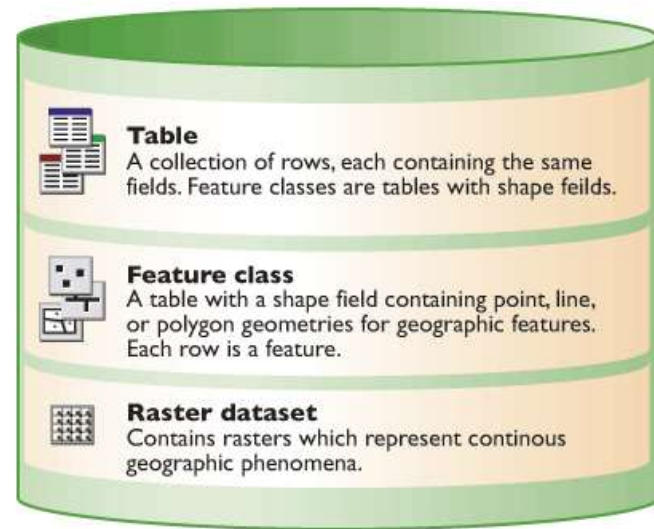 Table
A collection of rows, each containing the same
fields. Feature classes are tables with shape feilds.
Feature class
A table with a shape field containing point, line,
or polygon geometries for geographic features.
Each row is a feature.
Raster dataset
Contains rasters which represent continous
geographic phenomena.